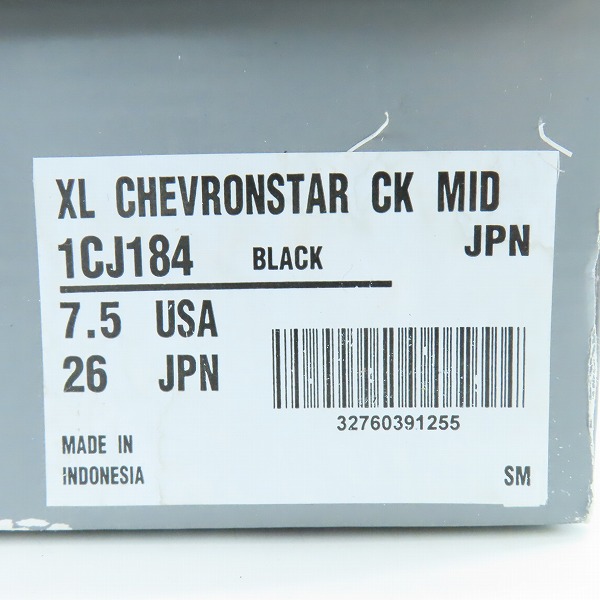 XL CHEVRONSTAR CK MID
1CJ184 BLACK JPN
7.5 USA
26 JPN
32760391255
MADE IN
INDONESIA SM